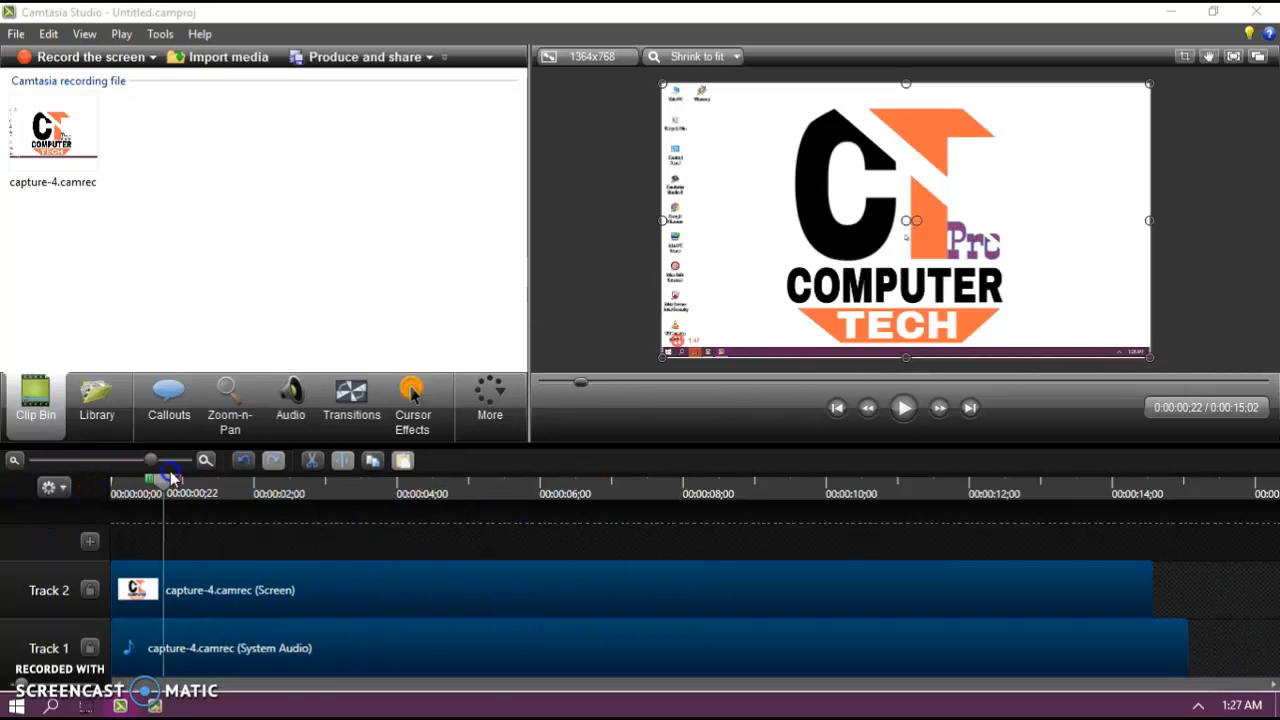 Camtasia Studio - Untitled.camproj
File Edit View Play Tools Help
Record the screen Import media Produce and share
1364x768 Shrink to fit
Camtasia recording file
capture-4.camrec
CT
Pro
COMPUTER
TECH
Clip Bin Library Callouts Zoom-n-Pan Audio Transitions Cursor Effects More
0:00:00;22 / 0:00:15;02
00:00:00;00 00:00:00;22 00:00:02;00 00:00:04;00 00:00:06;00 00:00:08;00 00:00:10;00 00:00:12;00 00:00:14;00
Track 2 capture-4.camrec (Screen)
Track 1 capture-4.camrec (System Audio)
RECORDED WITH
SCREENCAST MATIC
1:27 AM